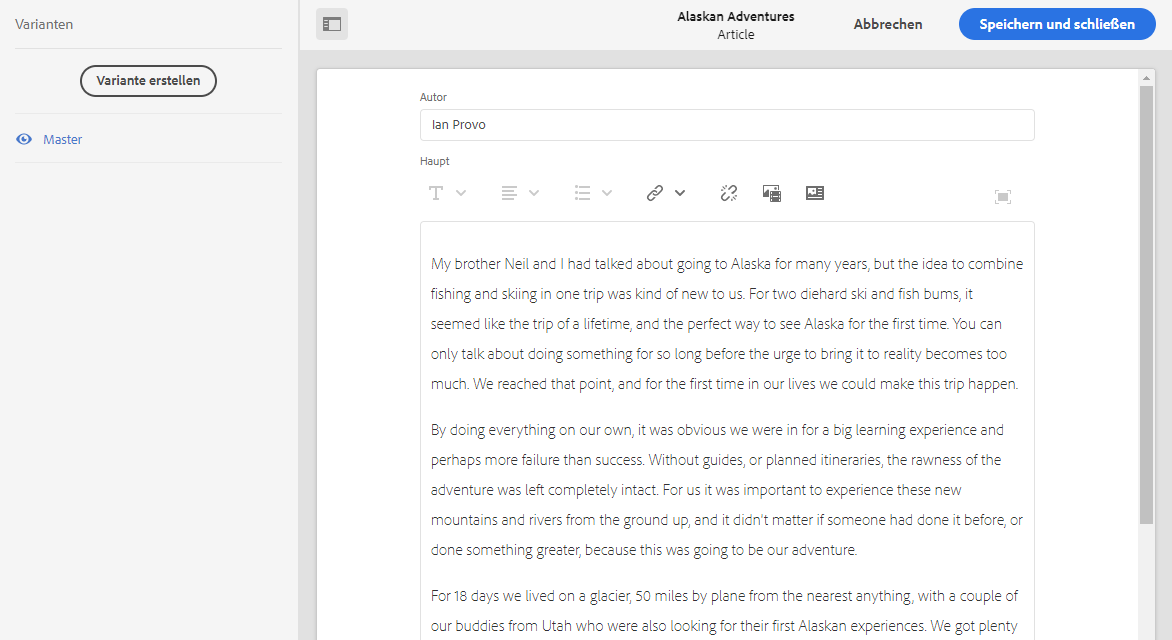 Varianten
Variante erstellen
Master
Alaskan Adventures
Article
Abbrechen
Speichern und schließen
Autor
Ian Provo
Haupt
My brother Neil and I had talked about going to Alaska for many years, but the idea to combine
fishing and skiing in one trip was kind of new to us. For two diehard ski and fish bums, it
seemed like the trip of a lifetime, and the perfect way to see Alaska for the first time. You can
only talk about doing something for so long before the urge to bring it to reality becomes too
much. We reached that point, and for the first time in our lives we could make this trip happen.
By doing everything on our own, it was obvious we were in for a big learning experience and
perhaps more failure than success. Without guides, or planned itineraries, the rawness of the
adventure was left completely intact. For us it was important to experience these new
mountains and rivers from the ground up, and it didn't matter if someone had done it before, or
done something greater, because this was going to be our adventure.
For 18 days we lived on a glacier, 50 miles by plane from the nearest anything, with a couple of
our buddies from Utah who were also looking for their first Alaskan experiences. We got plenty